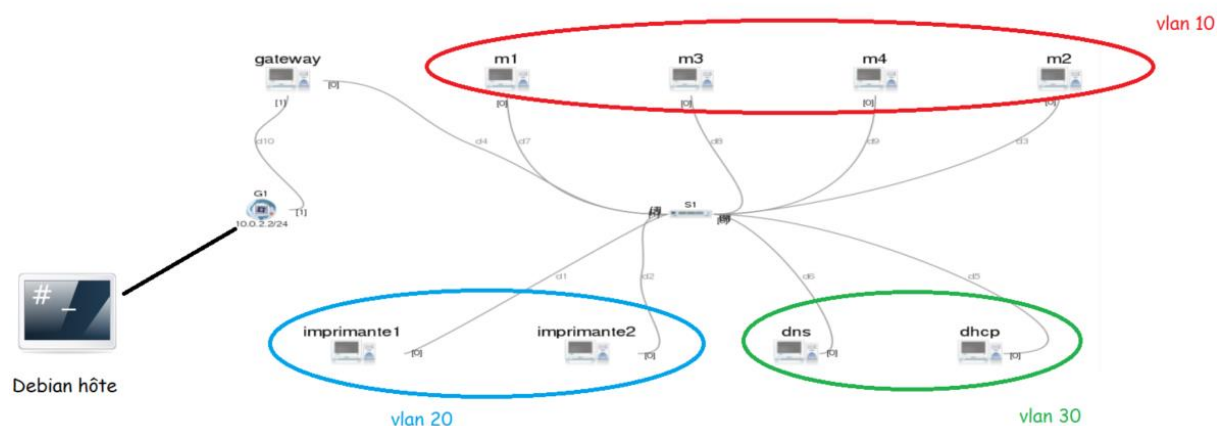 vlan 10
gateway
m1
m3
m4
m2
[0]
[1]
[0]
[0]
[0]
[0]
d10
d4
d7
d8
d9
d3
G1
[1]
10.0.2.2/24
S1
# _
d1
d2
d6
d5
imprimante1
imprimante2
dns
dhcp
[0]
[0]
[0]
[0]
Debian hôte
vlan 20
vlan 30